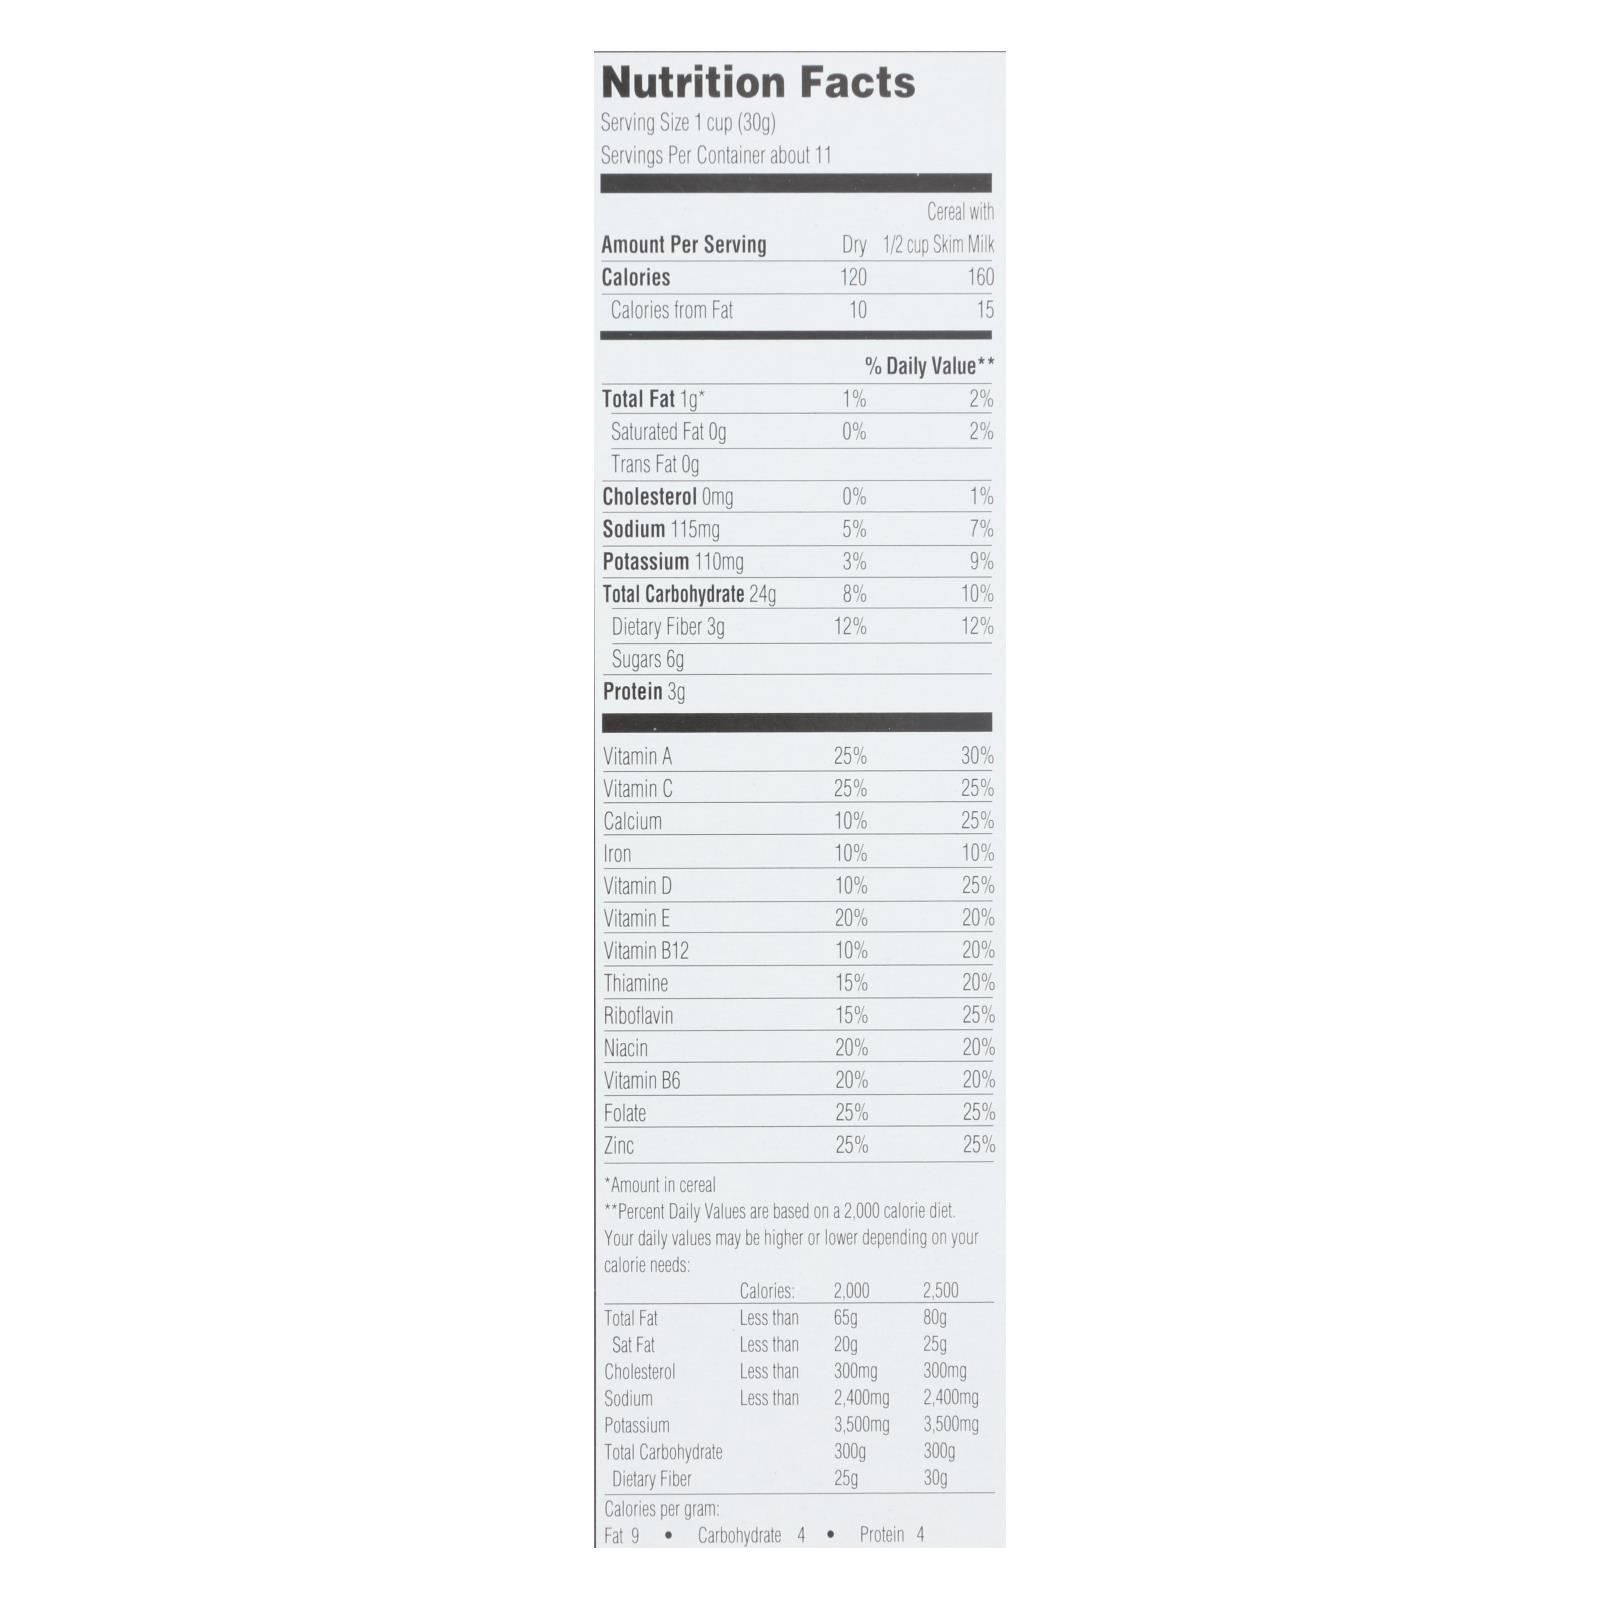 Nutrition Facts
Serving Size 1 cup (30g)
Servings Per Container about 11
Cereal with
Amount Per Serving Dry 1/2 cup Skim Milk
Calories 120 160
Calories from Fat 10 15
% Daily Value**
Total Fat 1g* 1% 2%
Saturated Fat 0g 0% 2%
Trans Fat 0g
Cholesterol 0mg 0% 1%
Sodium 115mg 5% 7%
Potassium 110mg 3% 9%
Total Carbohydrate 24g 8% 10%
Dietary Fiber 3g 12% 12%
Sugars 6g
Protein 3g
Vitamin A 25% 30%
Vitamin C 25% 25%
Calcium 10% 25%
Iron 10% 10%
Vitamin D 10% 25%
Vitamin E 20% 20%
Vitamin B12 10% 20%
Thiamine 15% 20%
Riboflavin 15% 25%
Niacin 20% 20%
Vitamin B6 20% 20%
Folate 25% 25%
Zinc 25% 25%
*Amount in cereal
**Percent Daily Values are based on a 2,000 calorie diet.
Your daily values may be higher or lower depending on your
calorie needs:
Calories: 2,000 2,500
Total Fat Less than 65g 80g
Sat Fat Less than 20g 25g
Cholesterol Less than 300mg 300mg
Sodium Less than 2,400mg 2,400mg
Potassium 3,500mg 3,500mg
Total Carbohydrate 300g 300g
Dietary Fiber 25g 30g
Calories per gram:
Fat 9 • Carbohydrate 4 • Protein 4